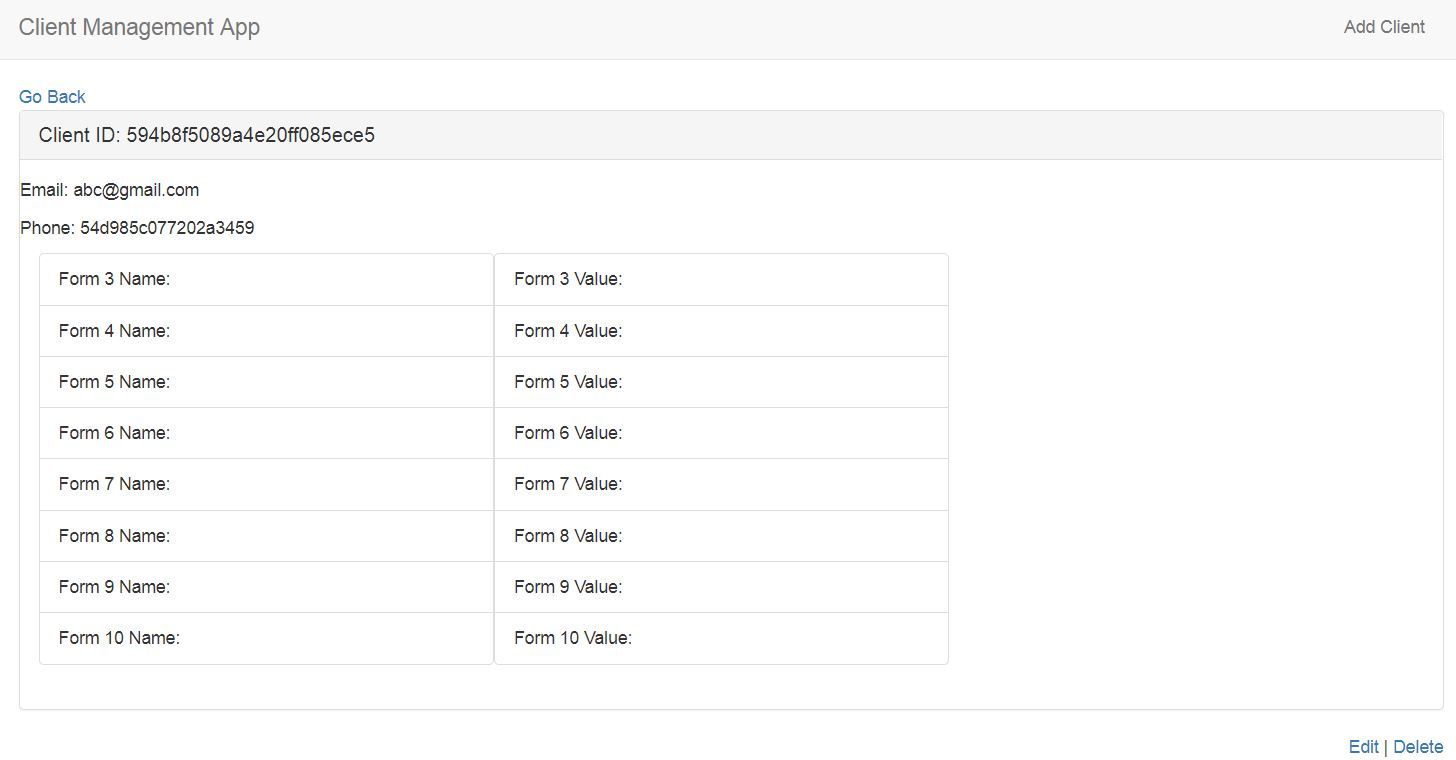 Client Management App
Add Client
Go Back
Client ID: 594b8f5089a4e20ff085ece5
Email: abc@gmail.com
Phone: 54d985c077202a3459
Form 3 Name: Form 3 Value:
Form 4 Name: Form 4 Value:
Form 5 Name: Form 5 Value:
Form 6 Name: Form 6 Value:
Form 7 Name: Form 7 Value:
Form 8 Name: Form 8 Value:
Form 9 Name: Form 9 Value:
Form 10 Name: Form 10 Value:
Edit | Delete